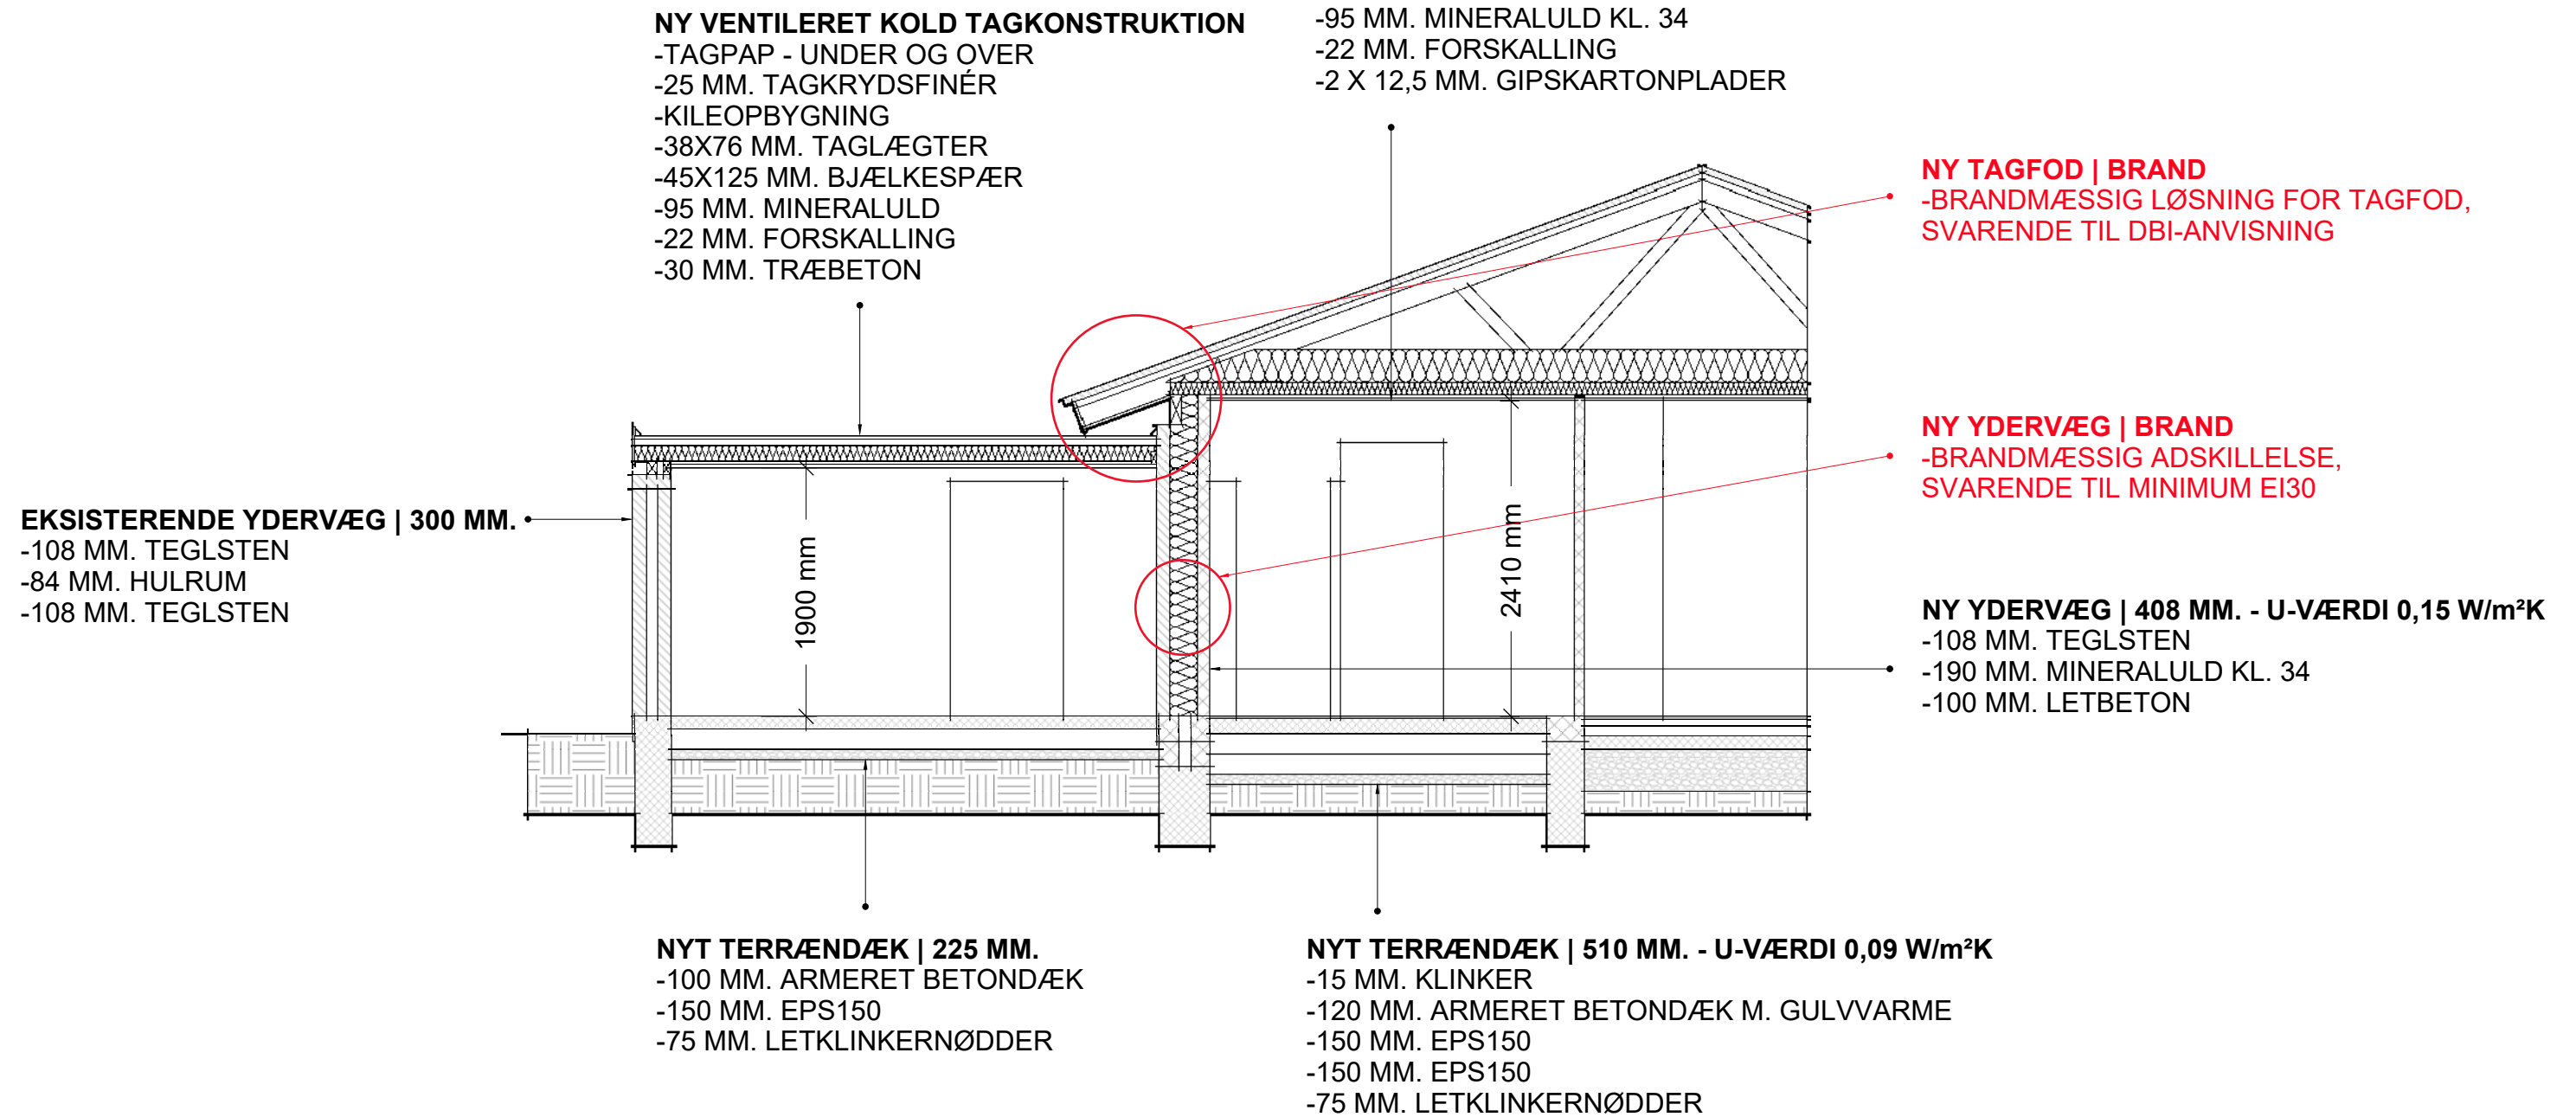 NY VENTILERET KOLD TAGKONSTRUKTION
-TAGPAP - UNDER OG OVER
-25 MM. TAGKRYDSFINÉR
-KILEOPBYGNING
-38X76 MM. TAGLÆGTER
-45X125 MM. BJÆLKESPÆR
-95 MM. MINERALULD
-22 MM. FORSKALLING
-30 MM. TRÆBETON
-95 MM. MINERALULD KL. 34
-22 MM. FORSKALLING
-2 X 12,5 MM. GIPSKARTONPLADER
NY TAGFOD | BRAND
-BRANDMÆSSIG LØSNING FOR TAGFOD,
SVARENDE TIL DBI-ANVISNING
NY YDERVÆG | BRAND
-BRANDMÆSSIG ADSKILLELSE,
SVARENDE TIL MINIMUM EI30
EKSISTERENDE YDERVÆG | 300 MM.
-108 MM. TEGLSTEN
-84 MM. HULRUM
-108 MM. TEGLSTEN
1900 mm
2410 mm
NY YDERVÆG | 408 MM. - U-VÆRDI 0,15 W/m²K
-108 MM. TEGLSTEN
-190 MM. MINERALULD KL. 34
-100 MM. LETBETON
NYT TERRÆNDÆK | 225 MM.
-100 MM. ARMERET BETONDÆK
-150 MM. EPS150
-75 MM. LETKLINKERNØDDER
NYT TERRÆNDÆK | 510 MM. - U-VÆRDI 0,09 W/m²K
-15 MM. KLINKER
-120 MM. ARMERET BETONDÆK M. GULVVARME
-150 MM. EPS150
-150 MM. EPS150
-75 MM. LETKLINKERNØDDER